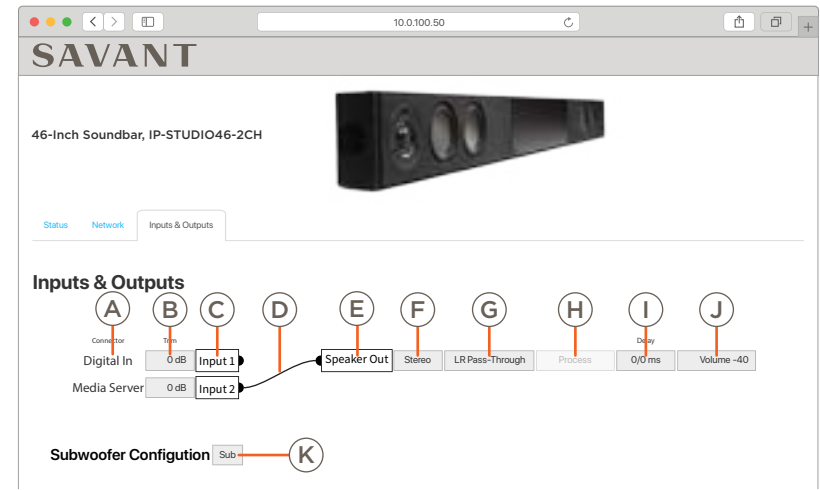 10.0.100.50
SAVANT
46-Inch Soundbar, IP-STUDIO46-2CH
Status Network Inputs & Outputs
Inputs & Outputs
A B C D E F G H I J
Connector Trim Delay
Digital In 0 dB Input 1 Speaker Out Stereo LR Pass-Through Process 0/0 ms Volume -40
Media Server 0 dB Input 2
Subwoofer Configution Sub K